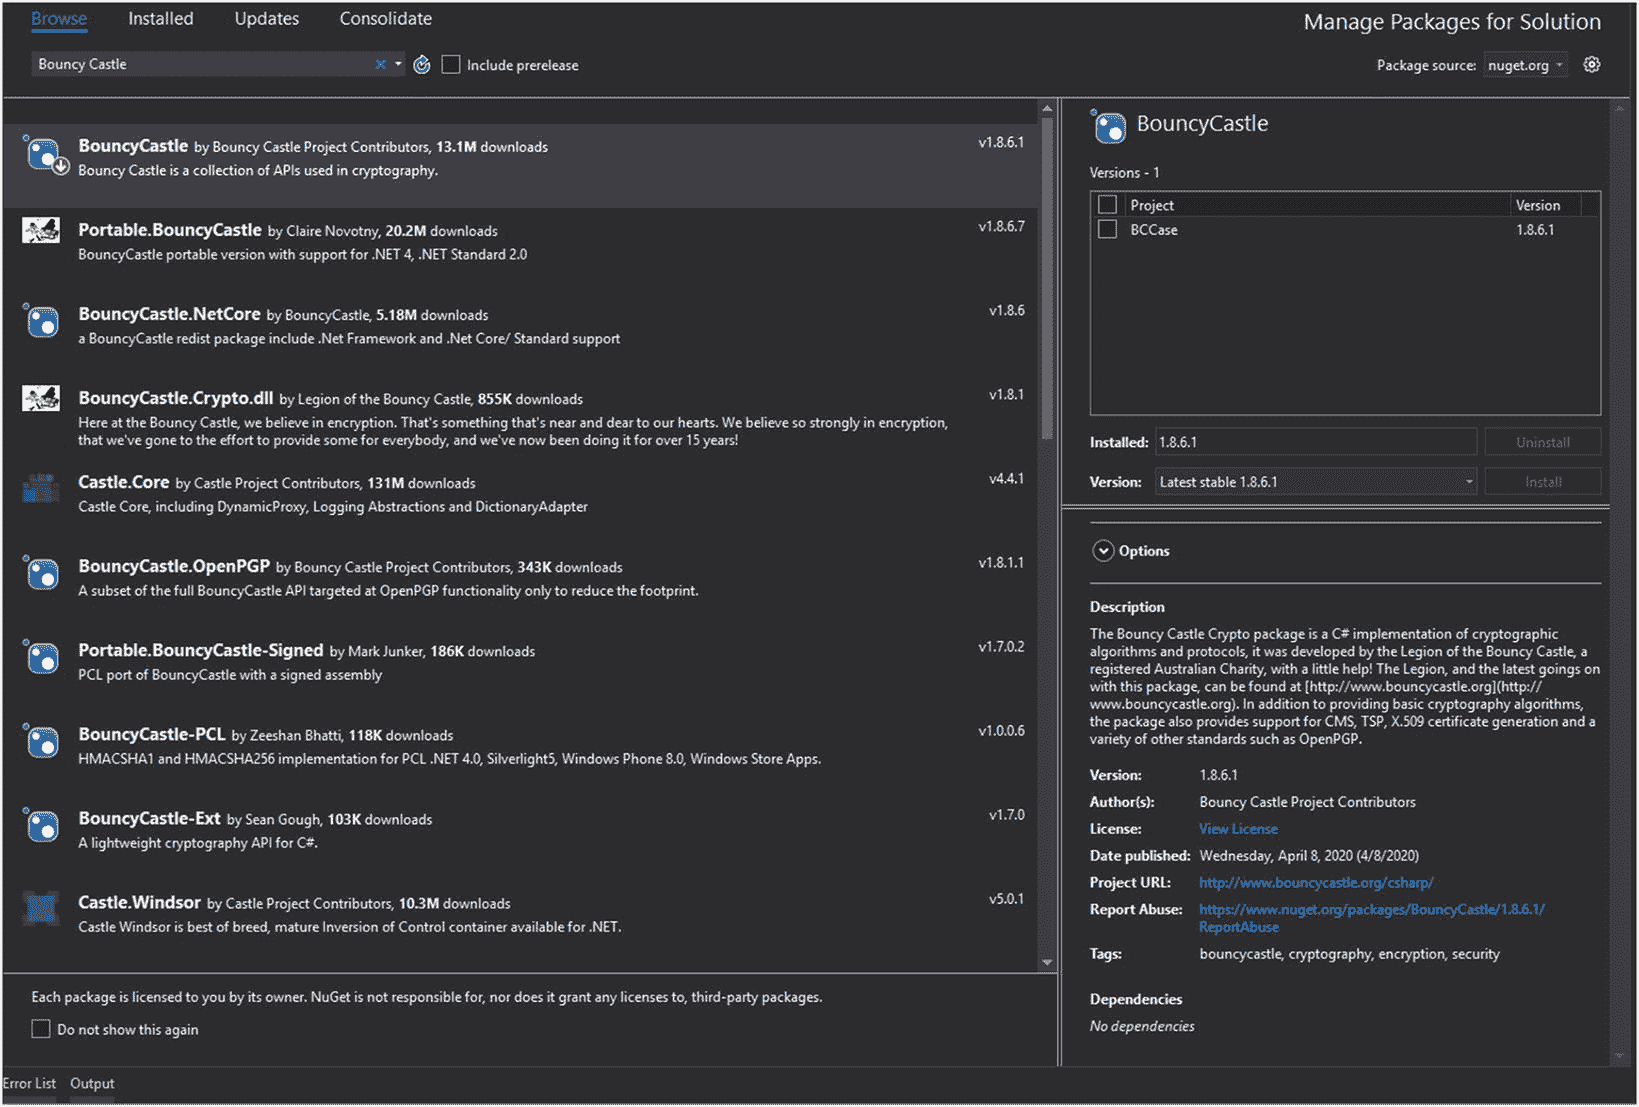 Browse Installed Updates Consolidate
Manage Packages for Solution
Bouncy Castle
Include prerelease
Package source: nuget.org
BouncyCastle by Bouncy Castle Project Contributors, 13.1M downloads
v1.8.6.1
Bouncy Castle is a collection of APIs used in cryptography.
Portable.BouncyCastle by Claire Novotny, 20.2M downloads
v1.8.6.7
BouncyCastle portable version with support for .NET 4, .NET Standard 2.0
BouncyCastle.NetCore by BouncyCastle, 5.18M downloads
v1.8.6
a BouncyCastle redist package include .Net Framework and .Net Core/ Standard support
BouncyCastle.Crypto.dll by Legion of the Bouncy Castle, 855K downloads
v1.8.1
Here at the Bouncy Castle, we believe in encryption. That's something that's near and dear to our hearts. We believe so strongly in encryption,
that we've gone to the effort to provide some for everybody, and we've now been doing it for over 15 years!
Castle.Core by Castle Project Contributors, 131M downloads
v4.4.1
Castle Core, including DynamicProxy, Logging Abstractions and DictionaryAdapter
BouncyCastle.OpenPGP by Bouncy Castle Project Contributors, 343K downloads
v1.8.1.1
A subset of the full BouncyCastle API targeted at OpenPGP functionality only to reduce the footprint.
Portable.BouncyCastle-Signed by Mark Junker, 186K downloads
v1.7.0.2
PCL port of BouncyCastle with a signed assembly
BouncyCastle-PCL by Zeeshan Bhatti, 118K downloads
v1.0.0.6
HMACSHA1 and HMACSHA256 implementation for PCL .NET 4.0, Silverlight5, Windows Phone 8.0, Windows Store Apps.
BouncyCastle-Ext by Sean Gough, 103K downloads
v1.7.0
A lightweight cryptography API for C#.
Castle.Windsor by Castle Project Contributors, 10.3M downloads
v5.0.1
Castle Windsor is best of breed, mature Inversion of Control container available for .NET.
Each package is licensed to you by its owner. NuGet is not responsible for, nor does it grant any licenses to, third-party packages.
Do not show this again
BouncyCastle
Versions - 1
Project Version
BCCase 1.8.6.1
Installed: 1.8.6.1 Uninstall
Version: Latest stable 1.8.6.1 Install
Options
Description
The Bouncy Castle Crypto package is a C# implementation of cryptographic
algorithms and protocols, it was developed by the Legion of the Bouncy Castle, a
registered Australian Charity, with a little help! The Legion, and the latest goings on
with this package, can be found at [http://www.bouncycastle.org](http://
www.bouncycastle.org). In addition to providing basic cryptography algorithms,
the package also provides support for CMS, TSP, X.509 certificate generation and a
variety of other standards such as OpenPGP.
Version: 1.8.6.1
Author(s): Bouncy Castle Project Contributors
License: View License
Date published: Wednesday, April 8, 2020 (4/8/2020)
Project URL: http://www.bouncycastle.org/csharp/
Report Abuse: https://www.nuget.org/packages/BouncyCastle/1.8.6.1/
ReportAbuse
Tags: bouncycastle, cryptography, encryption, security
Dependencies
No dependencies
Error List Output